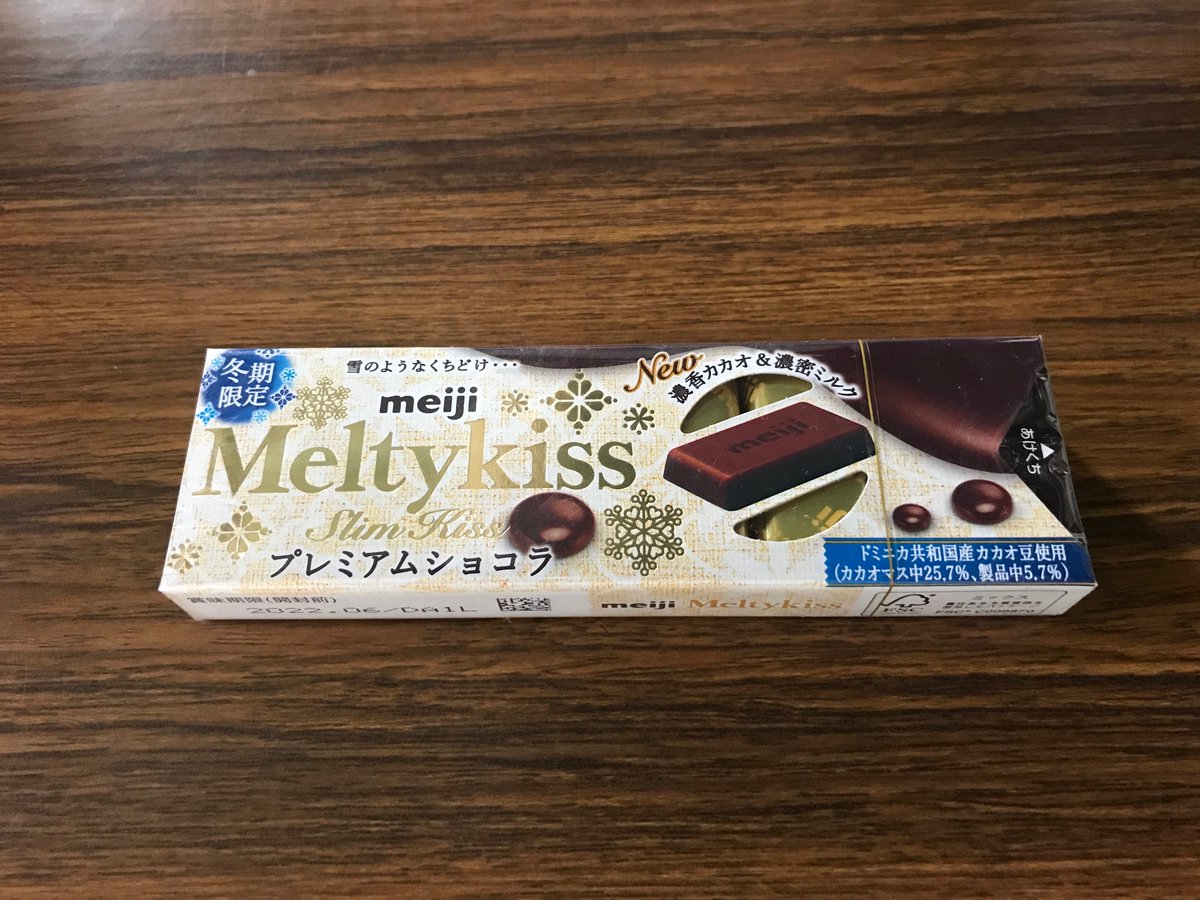 冬期
限定
雪のようなくちどけ・・・
meiji
Meltykiss
Slim Kiss
プレミアムショコラ
New
濃香カカオ&濃密ミルク
meiji
あけくち
ドミニカ共和国産カカオ豆使用
(カカオマス中25.7%、製品中5.7%)
賞味期限(開封前)
2022.06/DA1L
meiji Meltykiss
FSC
ミックス